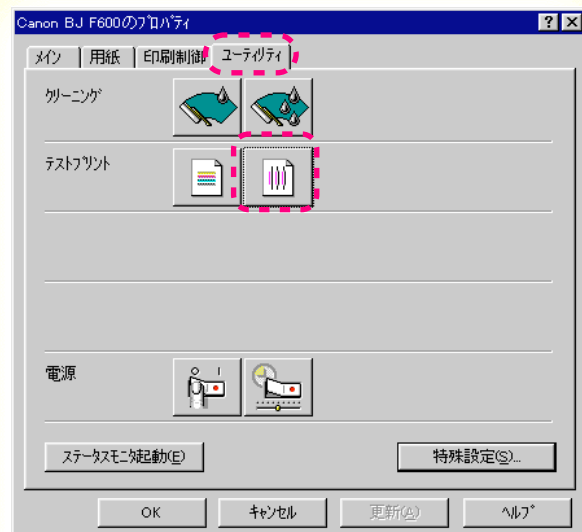 Canon BJ F600のﾌﾟﾛﾊﾟﾃｨ
ﾒｲﾝ 用紙 印刷制御 ﾕｰﾃｨﾘﾃｨ
ｸﾘｰﾆﾝｸﾞ
ﾃｽﾄﾌﾟﾘﾝﾄ
電源
ｽﾃｰﾀｽﾓﾆﾀ起動(E)
特殊設定(S)...
OK ｷｬﾝｾﾙ 更新(A) ﾍﾙﾌﾟ